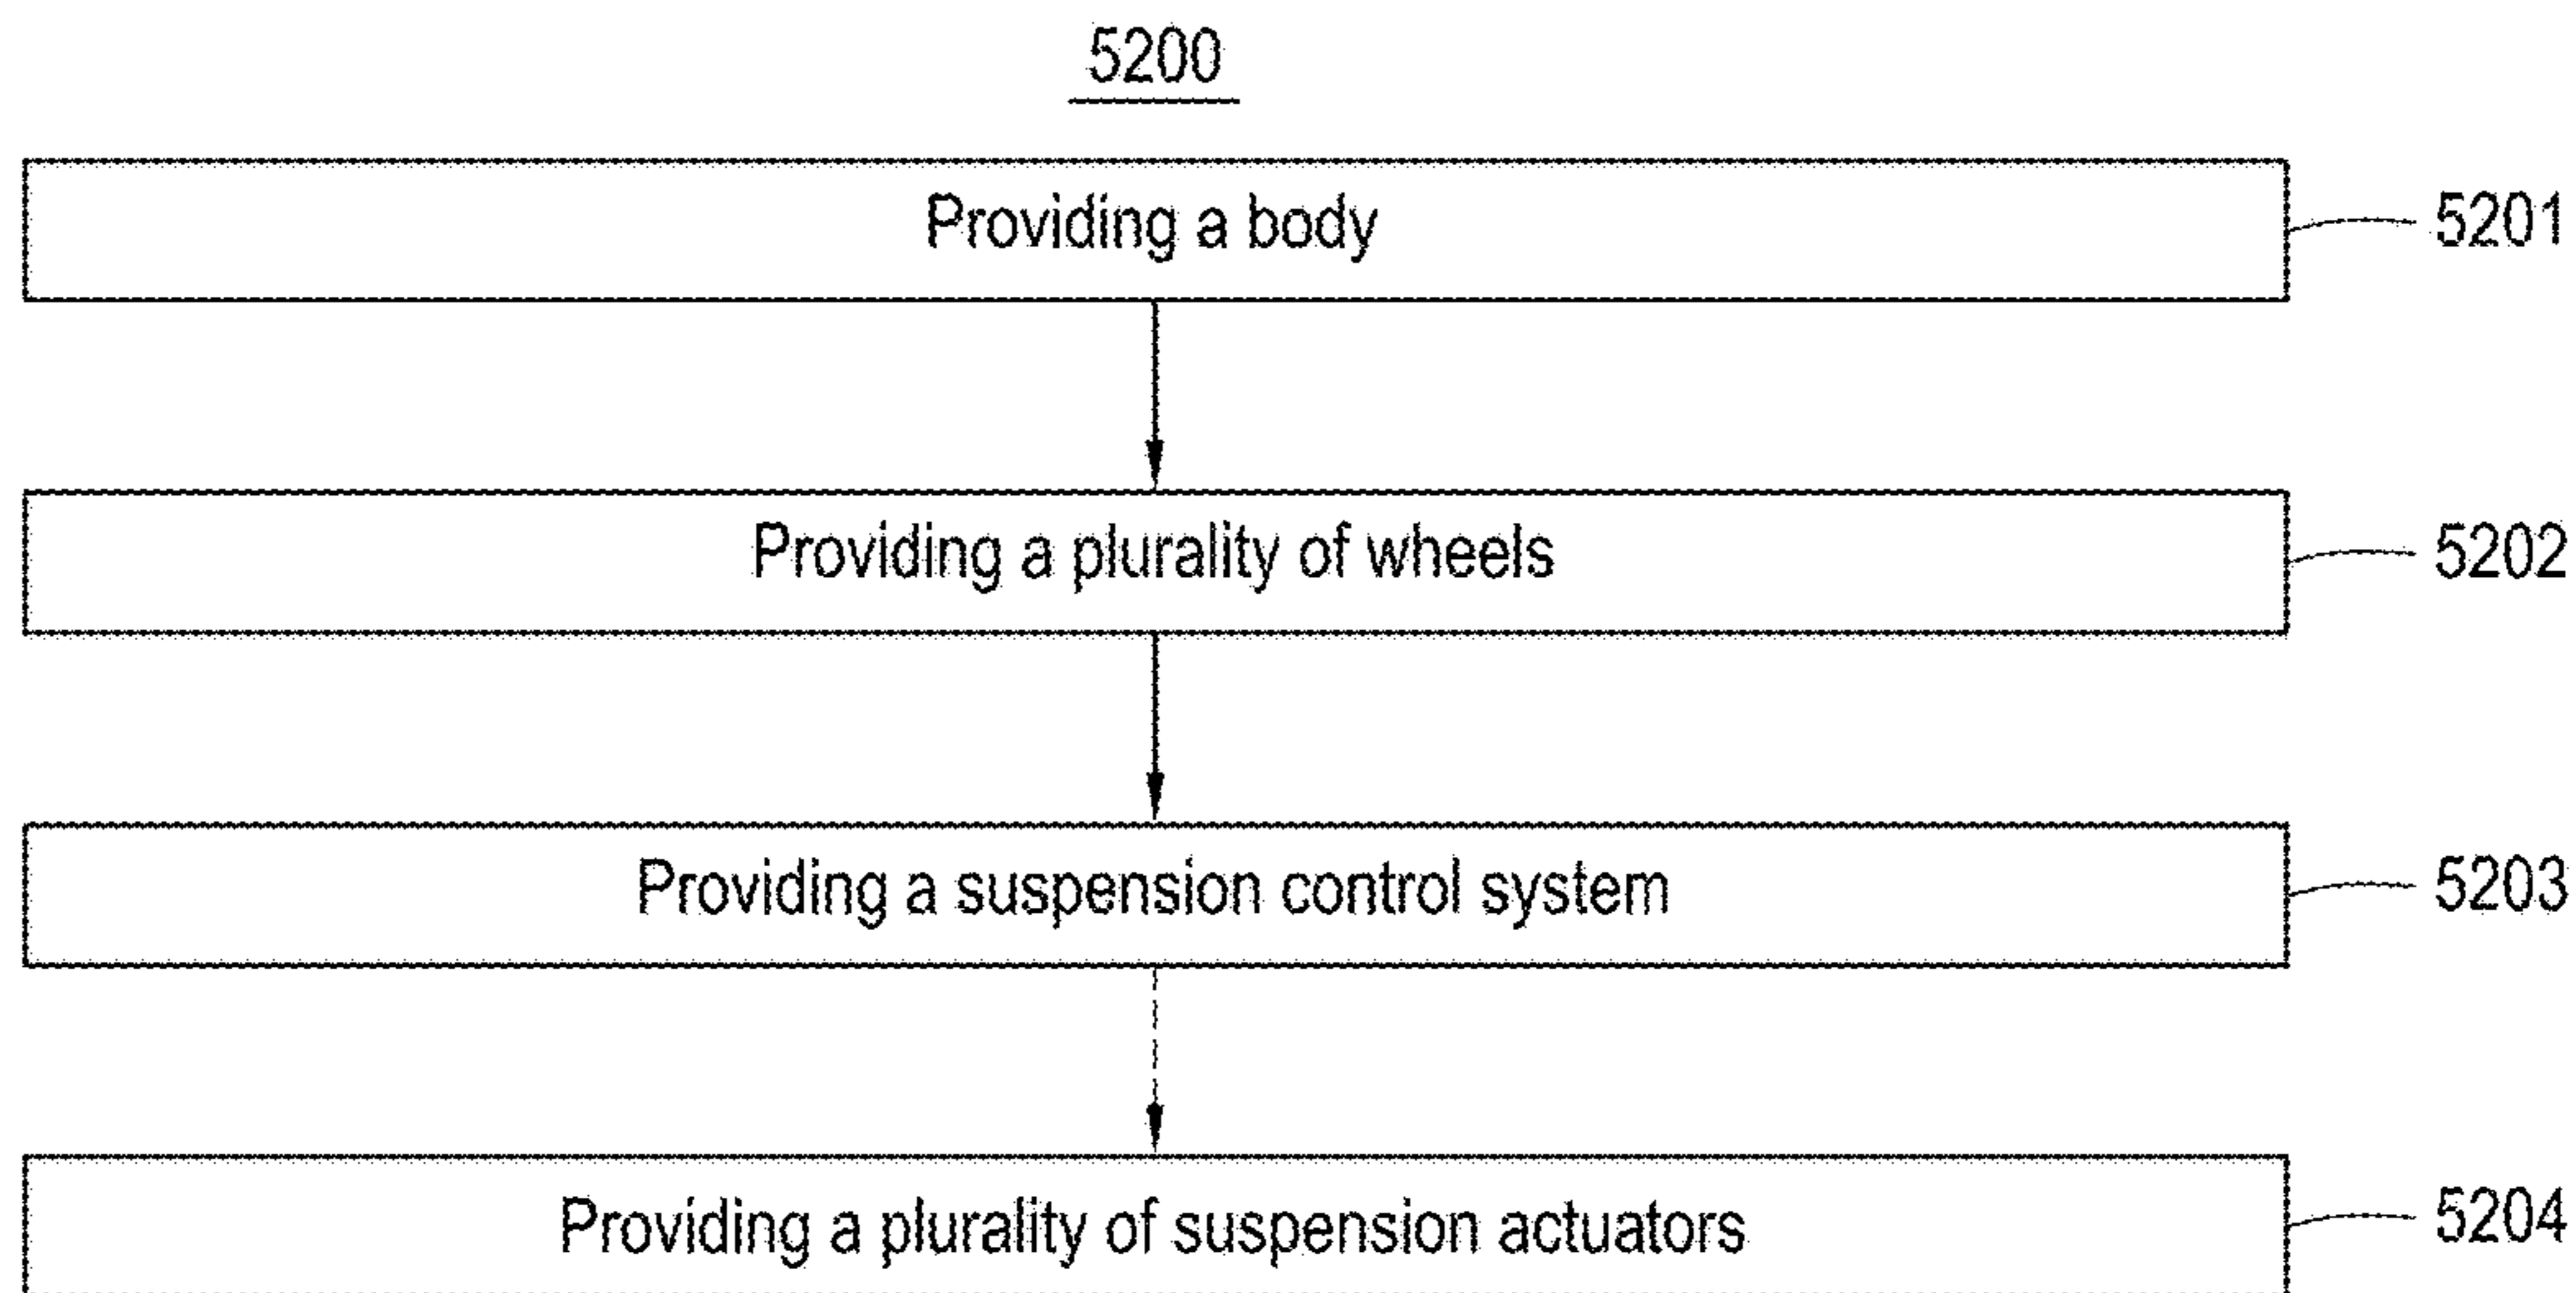 5200
Providing a body
5201
Providing a plurality of wheels
5202
Providing a suspension control system
5203
Providing a plurality of suspension actuators
5204